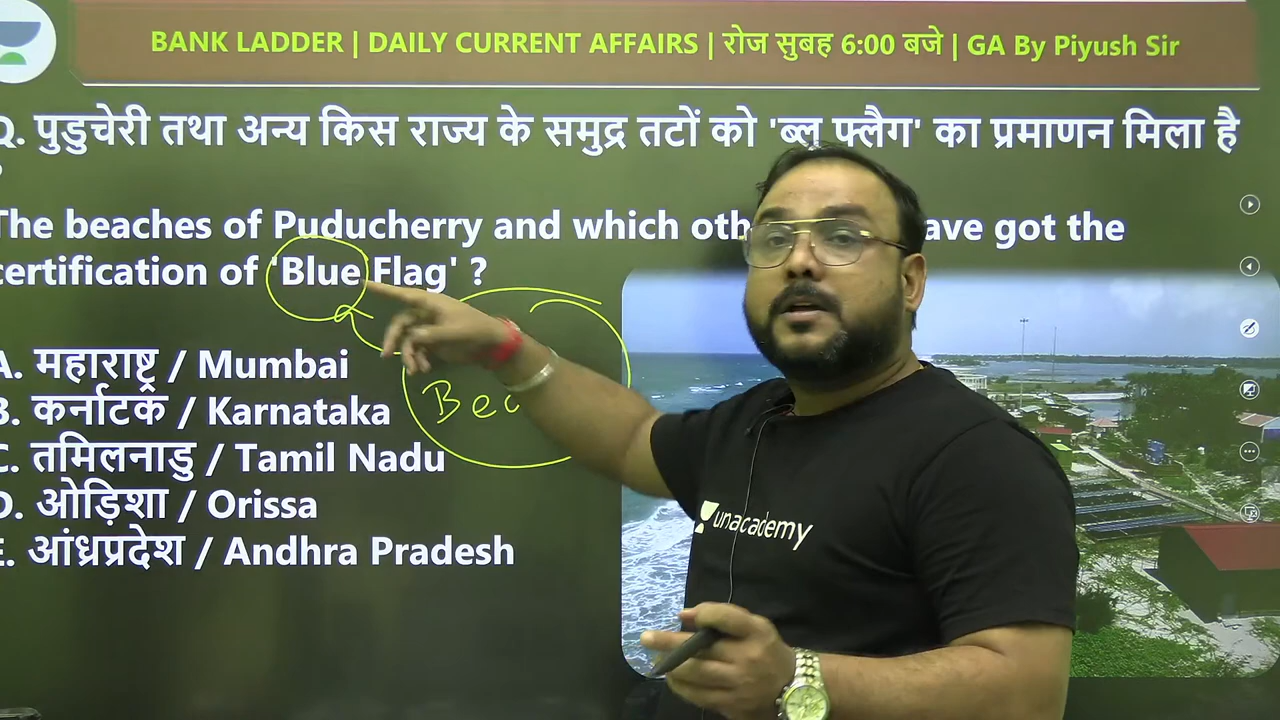 BANK LADDER | DAILY CURRENT AFFAIRS | रोज सुबह 6:00 बजे | GA By Piyush Sir
Q. पुडुचेरी तथा अन्य किस राज्य के समुद्र तटों को 'ब्लू फ्लैग' का प्रमाणन मिला है
?
The beaches of Puducherry and which oth ave got the
certification of 'Blue Flag' ?
A. महाराष्ट्र / Mumbai
B. कर्नाटक / Karnataka
Bea
C. तमिलनाडु / Tamil Nadu
D. ओड़िशा / Orissa
unacademy
E. आंध्रप्रदेश / Andhra Pradesh